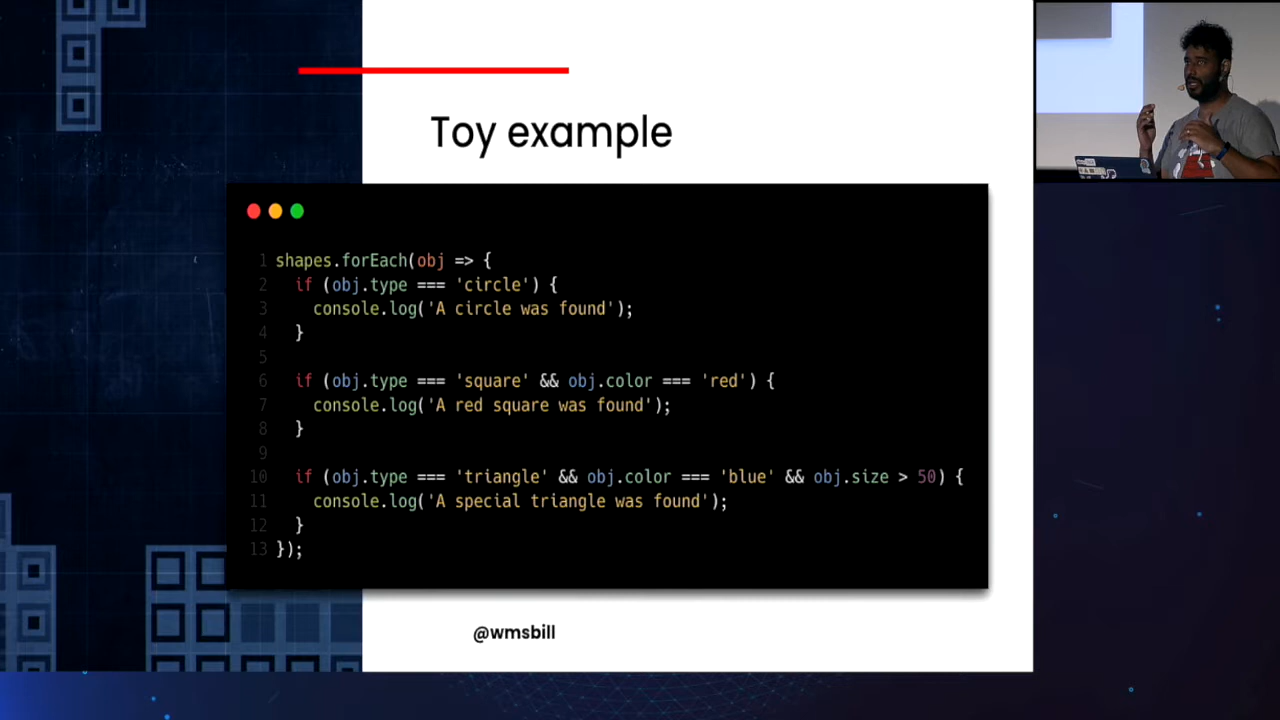 Toy example
1 shapes.forEach(obj => {
2   if (obj.type === 'circle') {
3     console.log('A circle was found');
4   }
5
6   if (obj.type === 'square' && obj.color === 'red') {
7     console.log('A red square was found');
8   }
9
10   if (obj.type === 'triangle' && obj.color === 'blue' && obj.size > 50) {
11     console.log('A special triangle was found');
12   }
13 });
@wmsbill